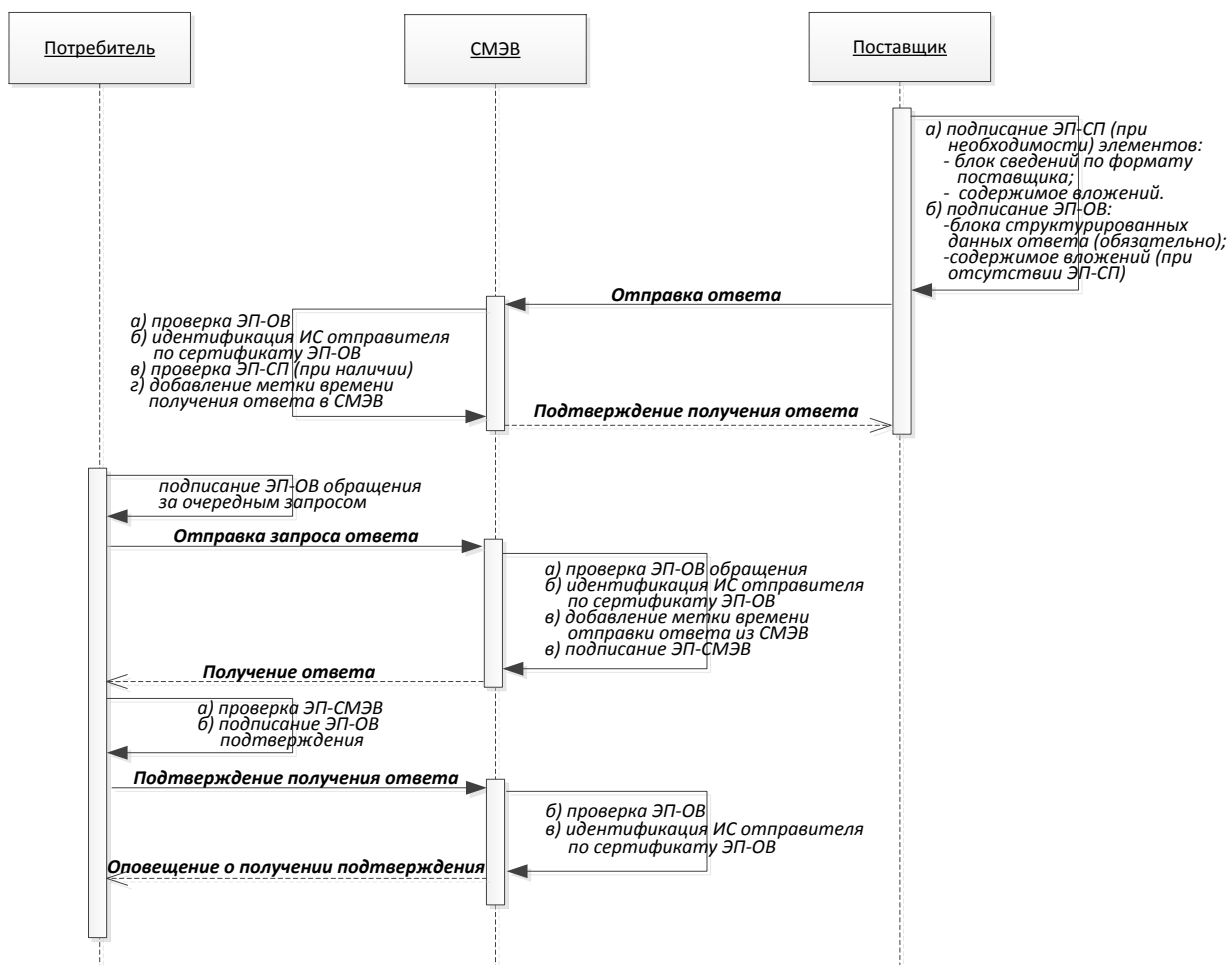 Потребитель
СМЭВ
Поставщик
а) подписание ЭП-СП (при
необходимости) элементов:
- блок сведений по формату
поставщика;
- содержимое вложений.
б) подписание ЭП-ОВ:
-блока структурированных
данных ответа (обязательно);
-содержимое вложений (при
отсутствии ЭП-СП)
Отправка ответа
а) проверка ЭП-ОВ
б) идентификация ИС отправителя
по сертификату ЭП-ОВ
в) проверка ЭП-СП (при наличии)
г) добавление метки времени
получения ответа в СМЭВ
Подтверждение получения ответа
подписание ЭП-ОВ обращения
за очередным запросом
Отправка запроса ответа
а) проверка ЭП-ОВ обращения
б) идентификация ИС отправителя
по сертификату ЭП-ОВ
в) добавление метки времени
отправки ответа из СМЭВ
в) подписание ЭП-СМЭВ
Получение ответа
а) проверка ЭП-СМЭВ
б) подписание ЭП-ОВ
подтверждения
Подтверждение получения ответа
б) проверка ЭП-ОВ
в) идентификация ИС отправителя
по сертификату ЭП-ОВ
Оповещение о получении подтверждения